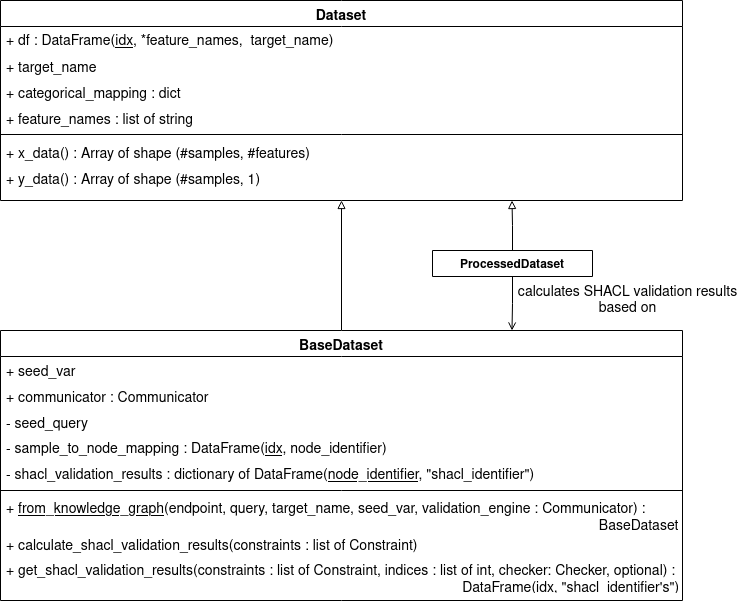 Dataset
+ df : DataFrame(idx, *feature_names,  target_name)
+ target_name
+ categorical_mapping : dict
+ feature_names : list of string
+ x_data() : Array of shape (#samples, #features)
+ y_data() : Array of shape (#samples, 1)
ProcessedDataset
calculates SHACL validation results
based on
BaseDataset
+ seed_var
+ communicator : Communicator
- seed_query
- sample_to_node_mapping : DataFrame(idx, node_identifier)
- shacl_validation_results : dictionary of DataFrame(node_identifier, "shacl_identifier")
+ from_knowledge_graph(endpoint, query, target_name, seed_var, validation_engine : Communicator) :
BaseDataset
+ calculate_shacl_validation_results(constraints : list of Constraint)
+ get_shacl_validation_results(constraints : list of Constraint, indices : list of int, checker: Checker, optional) :
DataFrame(idx, "shacl_identifier's")